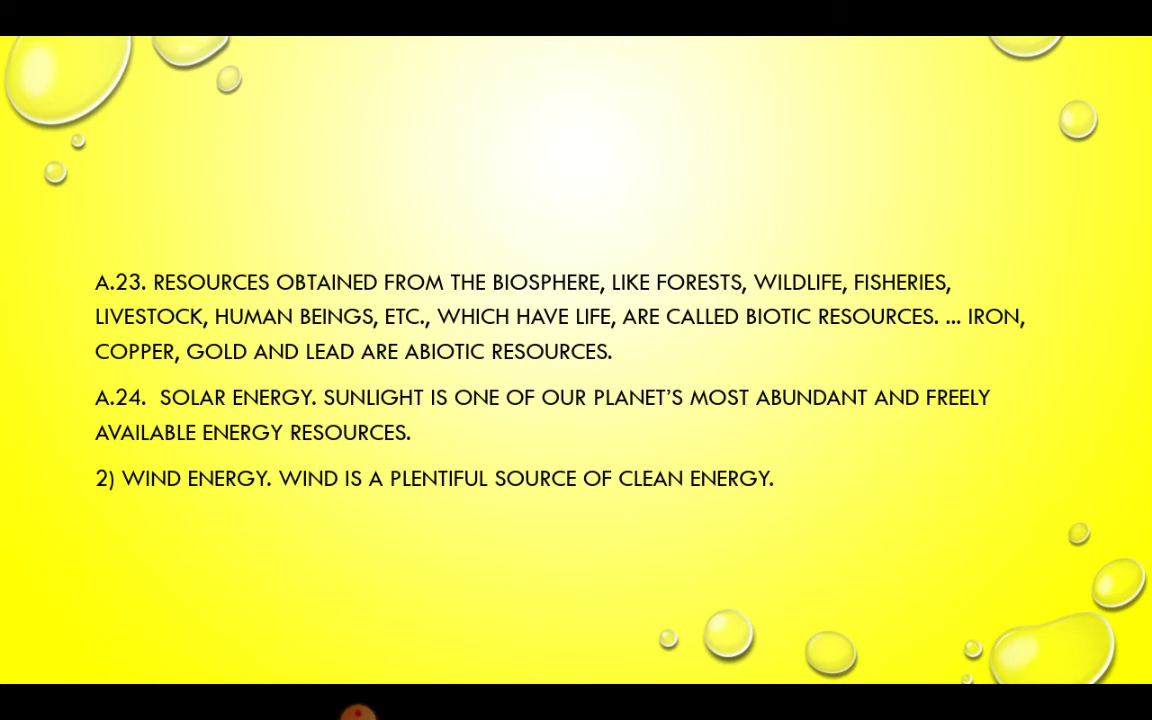 A.23. RESOURCES OBTAINED FROM THE BIOSPHERE, LIKE FORESTS, WILDLIFE, FISHERIES,
LIVESTOCK, HUMAN BEINGS, ETC., WHICH HAVE LIFE, ARE CALLED BIOTIC RESOURCES. ... IRON,
COPPER, GOLD AND LEAD ARE ABIOTIC RESOURCES.
A.24.  SOLAR ENERGY. SUNLIGHT IS ONE OF OUR PLANET’S MOST ABUNDANT AND FREELY
AVAILABLE ENERGY RESOURCES.
2) WIND ENERGY. WIND IS A PLENTIFUL SOURCE OF CLEAN ENERGY.